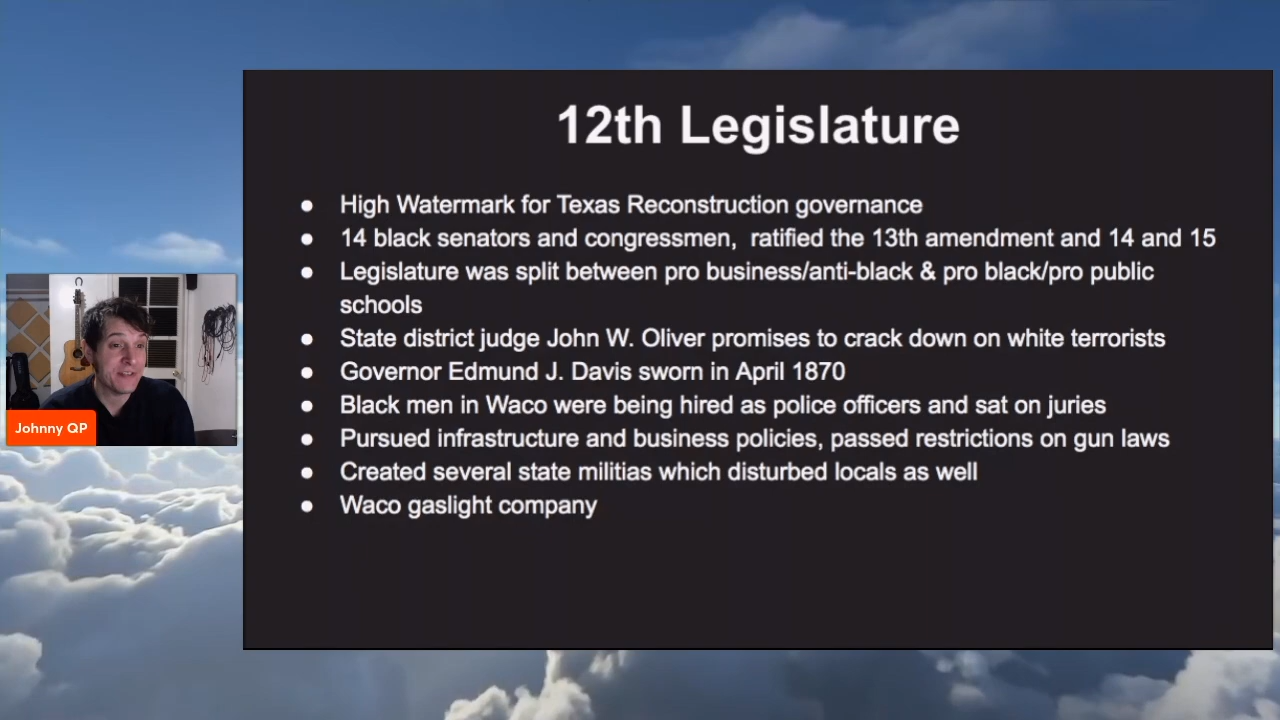 12th Legislature
● High Watermark for Texas Reconstruction governance
● 14 black senators and congressmen,  ratified the 13th amendment and 14 and 15
● Legislature was split between pro business/anti-black & pro black/pro public
schools
● State district judge John W. Oliver promises to crack down on white terrorists
● Governor Edmund J. Davis sworn in April 1870
● Black men in Waco were being hired as police officers and sat on juries
● Pursued infrastructure and business policies, passed restrictions on gun laws
● Created several state militias which disturbed locals as well
● Waco gaslight company
Johnny QP